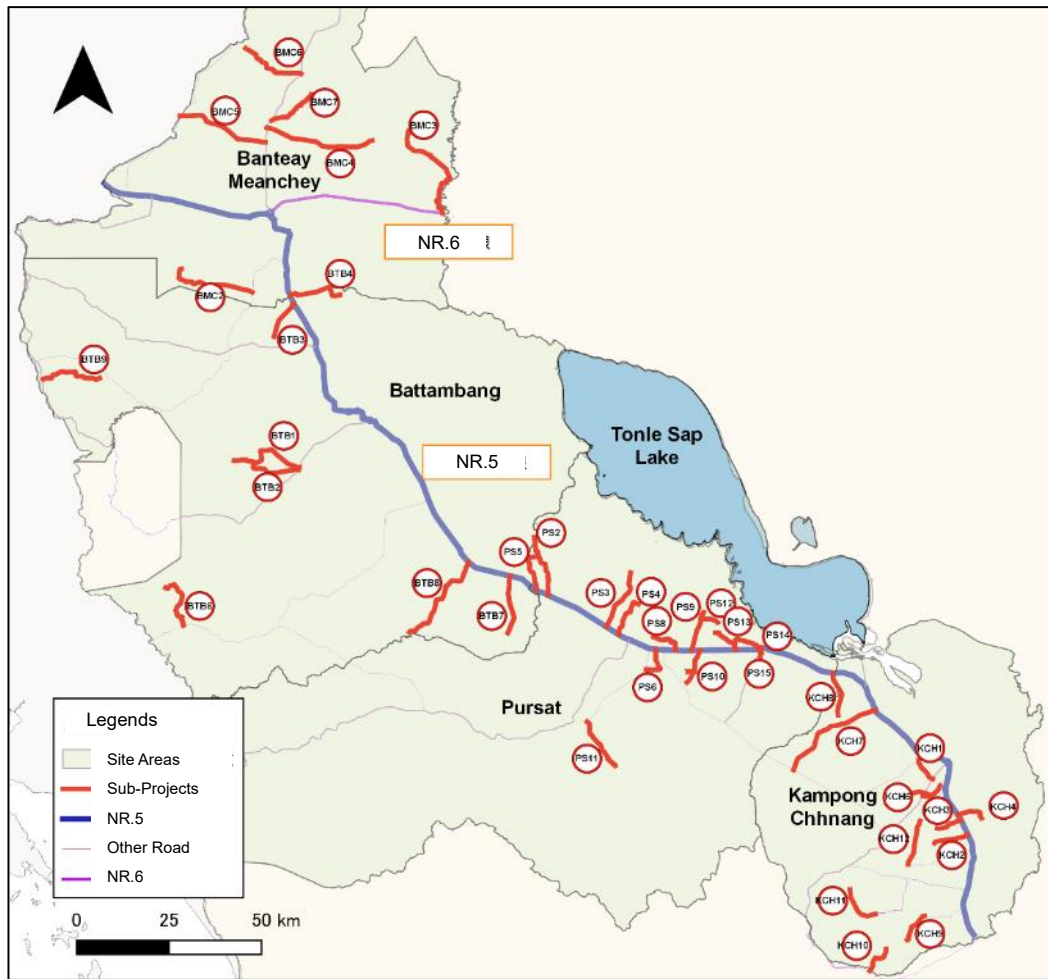 BMC6
BMC7
BMC5
BMC3
BMC4
Banteay
Meanchey
NR.6
BTB4
BMC2
BTB3
BTB9
Battambang
Tonle Sap
Lake
BTB1
NR.5
BTB2
PS2
PS5
BTB8
PS3
PS4
BTB7
PS9
PS12
PS8
PS13
PS14
PS6
PS10
PS15
KCH8
Pursat
KCH7
KCH1
PS11
Kampong
Chhnang
KCH3
KCH4
KCH12
KCH2
KCH11
KCH9
KCH10
Legends
Site Areas
Sub-Projects
NR.5
Other Road
NR.6
0 25 50 km